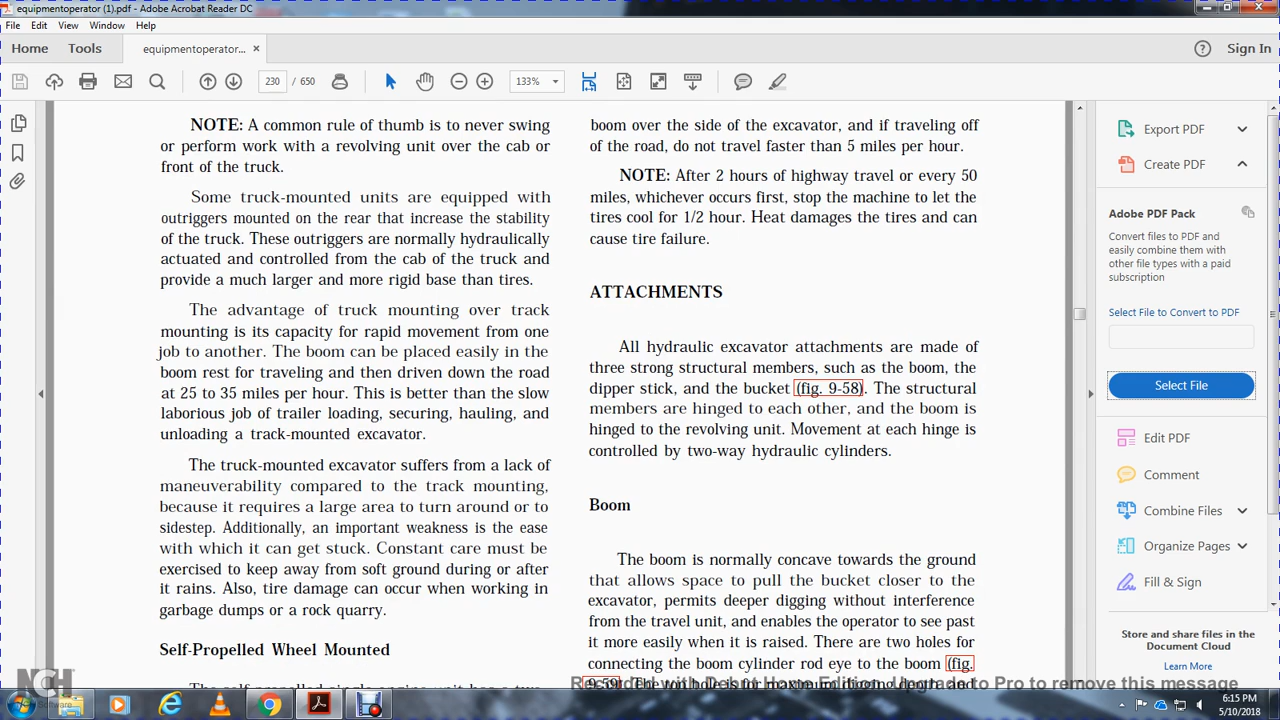 equipmentoperator (1).pdf - Adobe Acrobat Reader DC
File Edit View Window Help
Home Tools equipmentoperator... × Sign In
230 / 650 133%
NOTE: A common rule of thumb is to never swing
or perform work with a revolving unit over the cab or
front of the truck.
Some truck-mounted units are equipped with
outriggers mounted on the rear that increase the stability
of the truck. These outriggers are normally hydraulically
actuated and controlled from the cab of the truck and
provide a much larger and more rigid base than tires.
The advantage of truck mounting over track
mounting is its capacity for rapid movement from one
job to another. The boom can be placed easily in the
boom rest for traveling and then driven down the road
at 25 to 35 miles per hour. This is better than the slow
laborious job of trailer loading, securing, hauling, and
unloading a track-mounted excavator.
The truck-mounted excavator suffers from a lack of
maneuverability compared to the track mounting,
because it requires a large area to turn around or to
sidestep. Additionally, an important weakness is the ease
with which it can get stuck. Constant care must be
exercised to keep away from soft ground during or after
it rains. Also, tire damage can occur when working in
garbage dumps or a rock quarry.
Self-Propelled Wheel Mounted
boom over the side of the excavator, and if traveling off
of the road, do not travel faster than 5 miles per hour.
NOTE: After 2 hours of highway travel or every 50
miles, whichever occurs first, stop the machine to let the
tires cool for 1/2 hour. Heat damages the tires and can
cause tire failure.
ATTACHMENTS
All hydraulic excavator attachments are made of
three strong structural members, such as the boom, the
dipper stick, and the bucket (fig. 9-58). The structural
members are hinged to each other, and the boom is
hinged to the revolving unit. Movement at each hinge is
controlled by two-way hydraulic cylinders.
Boom
The boom is normally concave towards the ground
that allows space to pull the bucket closer to the
excavator, permits deeper digging without interference
from the travel unit, and enables the operator to see past
it more easily when it is raised. There are two holes for
connecting the boom cylinder rod eye to the boom (fig.
Export PDF
Create PDF
Adobe PDF Pack
Convert files to PDF and
easily combine them with
other file types with a paid
subscription
Select File to Convert to PDF
Select File
Edit PDF
Comment
Combine Files
Organize Pages
Fill & Sign
Store and share files in the
Document Cloud
Learn More
NCH
Software
Home Edition
to Pro to remove this message
6:15 PM
5/10/2018